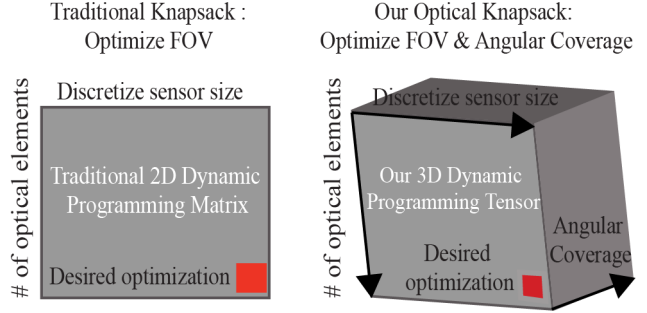 Traditional Knapsack :
Optimize FOV
Our Optical Knapsack:
Optimize FOV & Angular Coverage
# of optical elements
Discretize sensor size
Traditional 2D Dynamic
Programming Matrix
Desired optimization
# of optical elements
Discretize sensor size
Our 3D Dynamic
Programming Tensor
Desired
optimization
Angular
Coverage